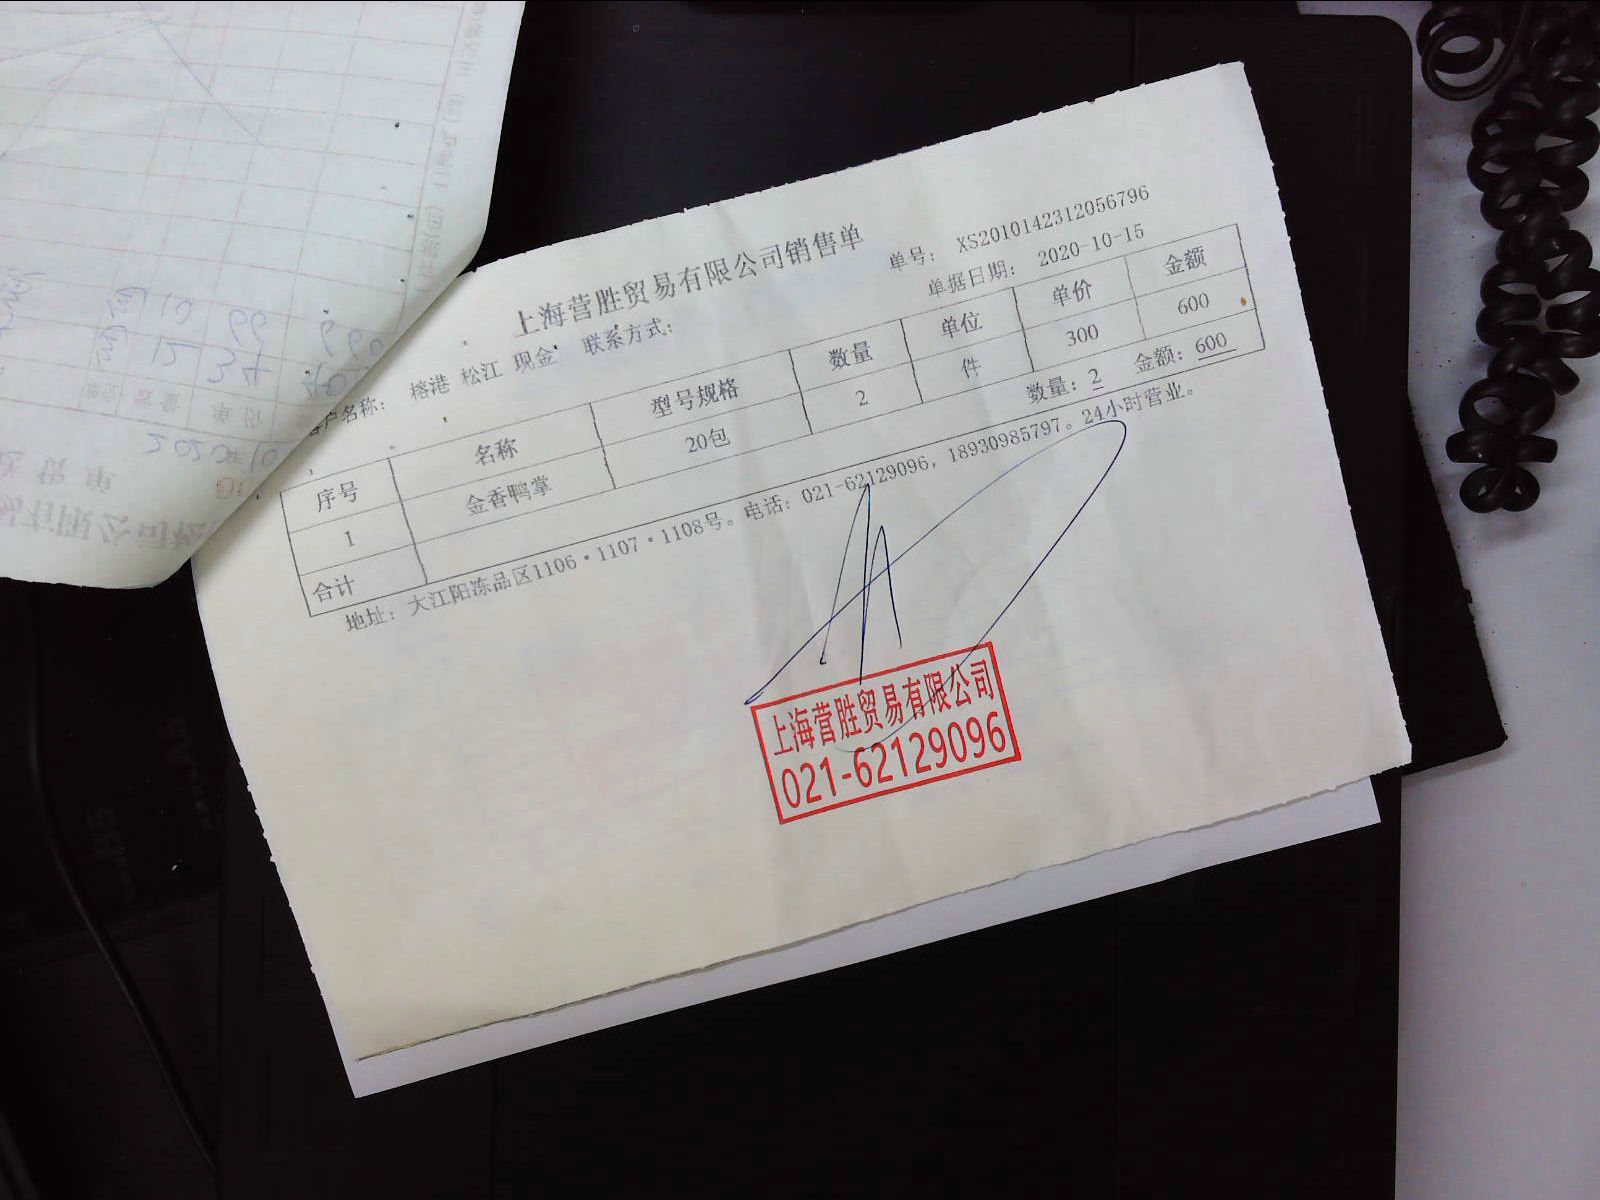 上海营胜贸易有限公司销售单
单号： XS2010142312056796
客户名称： 榕港 松江 现金 联系方式： 单据日期： 2020-10-15
序号 名称 型号规格 数量 单位 单价 金额
1 金香鸭掌 20包 2 件 300 600
合计 数量：2 金额：600
地址：大江阳冻品区1106·1107·1108号。电话：021-62129096，18930985797。24小时营业。
上海营胜贸易有限公司
021-62129096